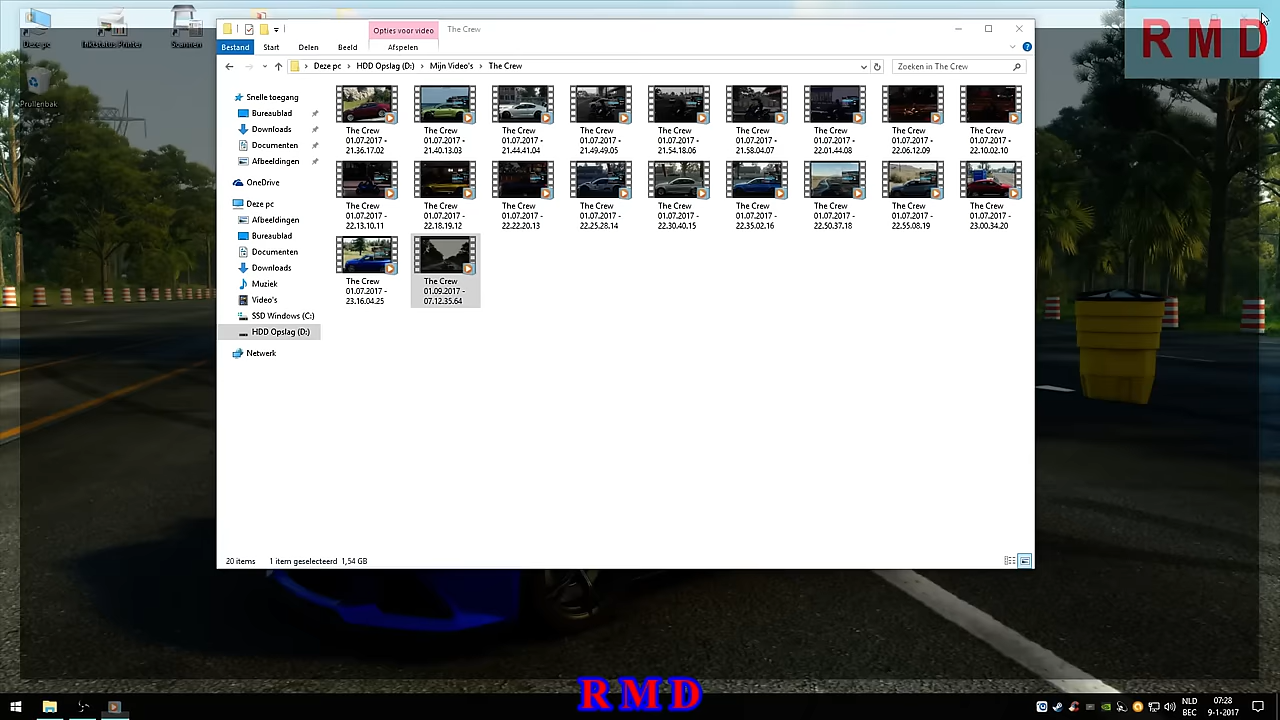 Deze pc
Inktstatus Printer
Scannen
Prullenbak
R M D
Opties voor video
The Crew
Bestand
Start
Delen
Beeld
Afspelen
Deze pc
HDD Opslag (D:)
Mijn Video's
The Crew
Zoeken in The Crew
Snelle toegang
Bureaublad
Downloads
Documenten
Afbeeldingen
OneDrive
Deze pc
Afbeeldingen
Bureaublad
Documenten
Downloads
Muziek
Video's
SSD Windows (C:)
HDD Opslag (D:)
Netwerk
The Crew
01.07.2017 -
21.36.17.02
The Crew
01.07.2017 -
21.40.13.03
The Crew
01.07.2017 -
21.44.41.04
The Crew
01.07.2017 -
21.49.49.05
The Crew
01.07.2017 -
21.54.18.06
The Crew
01.07.2017 -
21.58.04.07
The Crew
01.07.2017 -
22.01.44.08
The Crew
01.07.2017 -
22.06.12.09
The Crew
01.07.2017 -
22.10.02.10
The Crew
01.07.2017 -
22.13.10.11
The Crew
01.07.2017 -
22.18.19.12
The Crew
01.07.2017 -
22.22.20.13
The Crew
01.07.2017 -
22.25.28.14
The Crew
01.07.2017 -
22.30.40.15
The Crew
01.07.2017 -
22.35.02.16
The Crew
01.07.2017 -
22.50.37.18
The Crew
01.07.2017 -
22.55.08.19
The Crew
01.07.2017 -
23.00.34.20
The Crew
01.07.2017 -
23.16.04.25
The Crew
01.09.2017 -
07.12.35.64
20 items
1 item geselecteerd 1,54 GB
R M D
NLD
BEC
07:28
9-1-2017